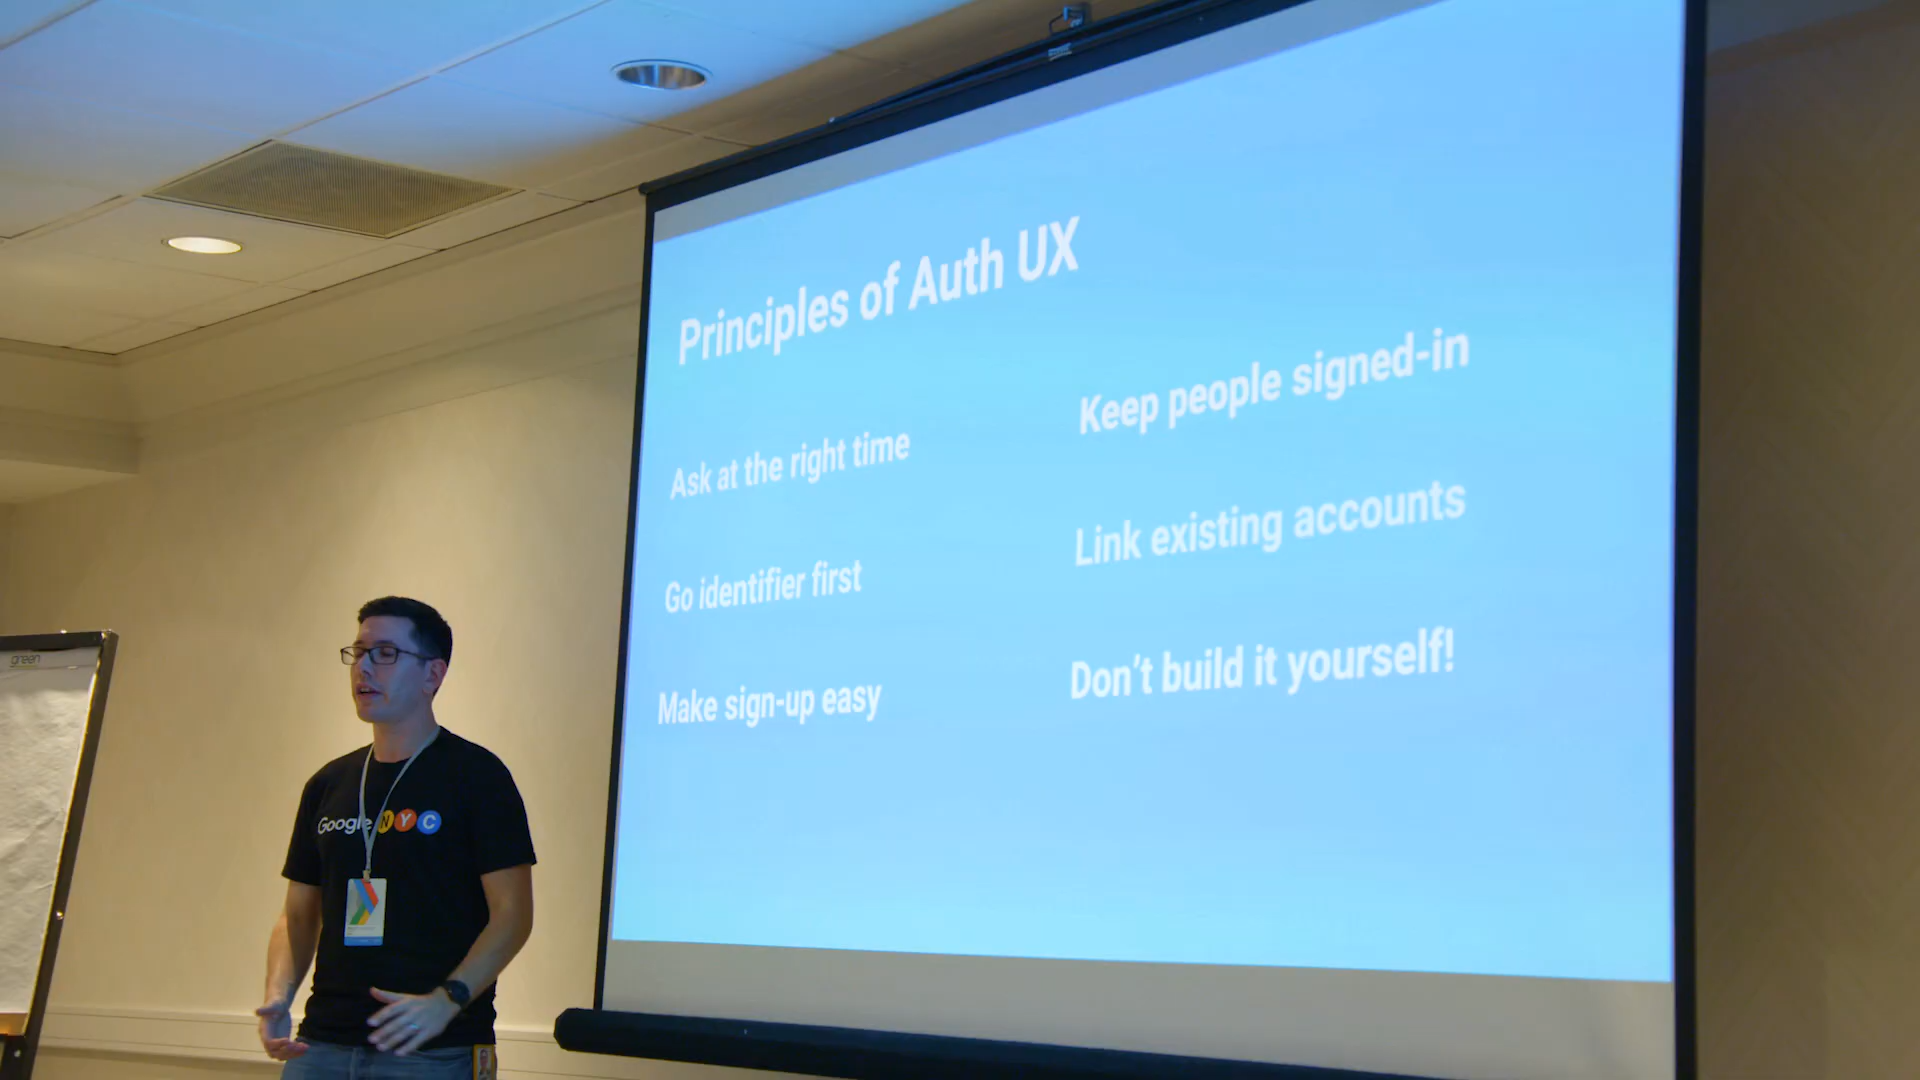 Principles of Auth UX
Ask at the right time
Go identifier first
Make sign-up easy
Keep people signed-in
Link existing accounts
Don't build it yourself!
green
Google NYC